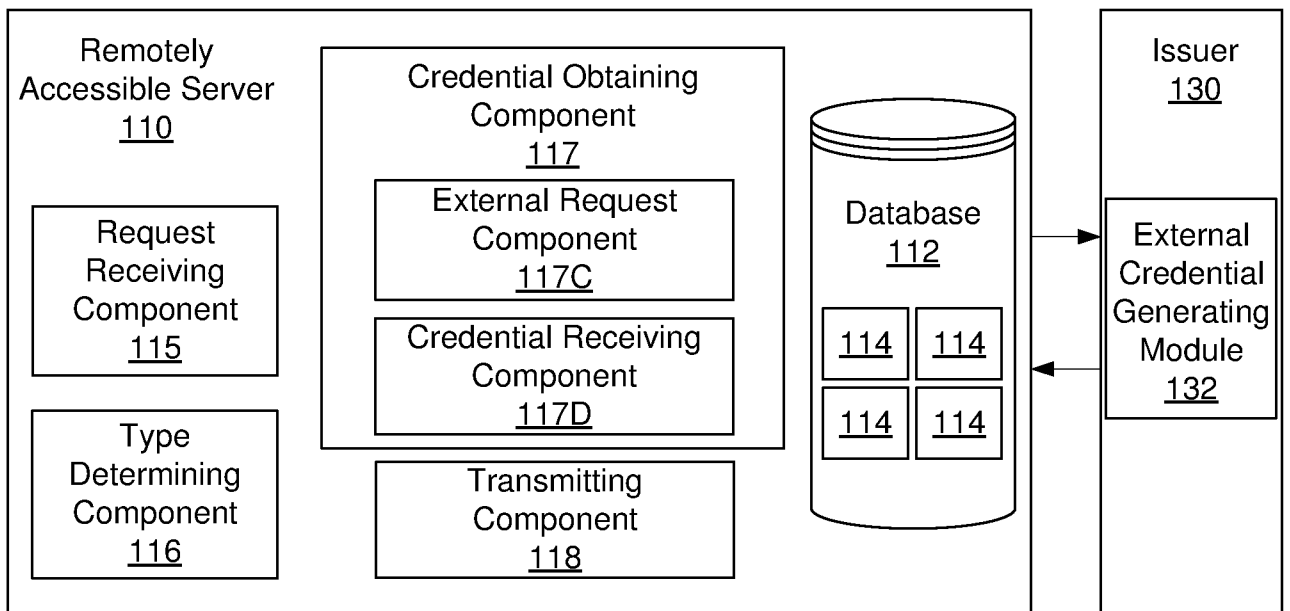 Remotely
Accessible Server
110
Request
Receiving
Component
115
Type
Determining
Component
116
Credential Obtaining
Component
117
External Request
Component
117C
Credential Receiving
Component
117D
Transmitting
Component
118
Database
112
114 114
114 114
Issuer
130
External
Credential
Generating
Module
132